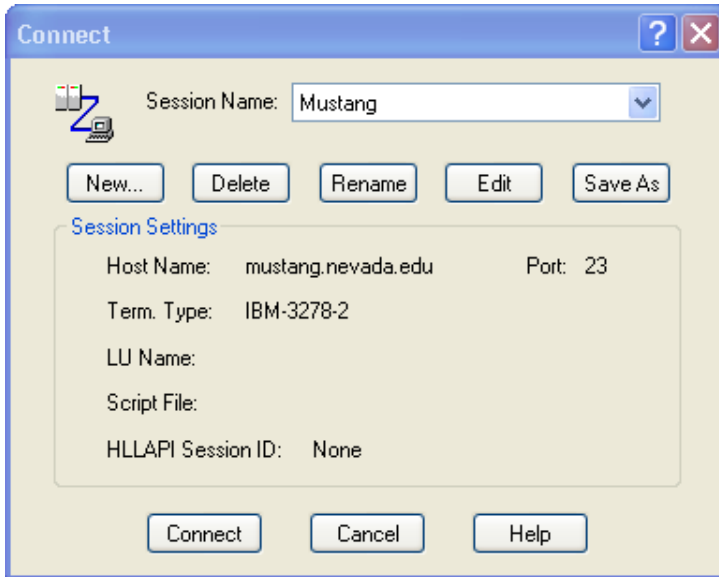 Connect
Session Name: Mustang
New... Delete Rename Edit Save As
Session Settings
Host Name: mustang.nevada.edu Port: 23
Term. Type: IBM-3278-2
LU Name:
Script File:
HLLAPI Session ID: None
Connect Cancel Help